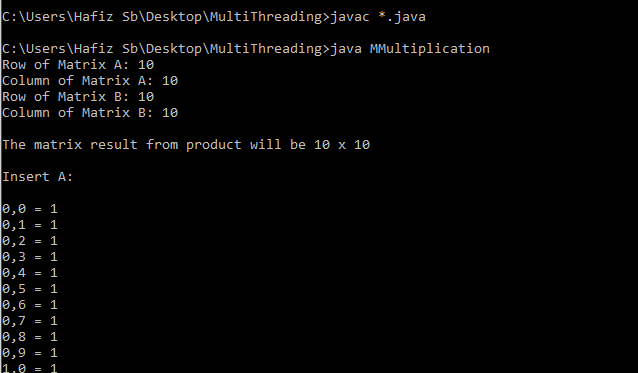 C:\Users\Hafiz Sb\Desktop\MultiThreading>javac *.java
C:\Users\Hafiz Sb\Desktop\MultiThreading>java MMultiplication
Row of Matrix A: 10
Column of Matrix A: 10
Row of Matrix B: 10
Column of Matrix B: 10
The matrix result from product will be 10 x 10
Insert A:
0,0 = 1
0,1 = 1
0,2 = 1
0,3 = 1
0,4 = 1
0,5 = 1
0,6 = 1
0,7 = 1
0,8 = 1
0,9 = 1
1,0 = 1